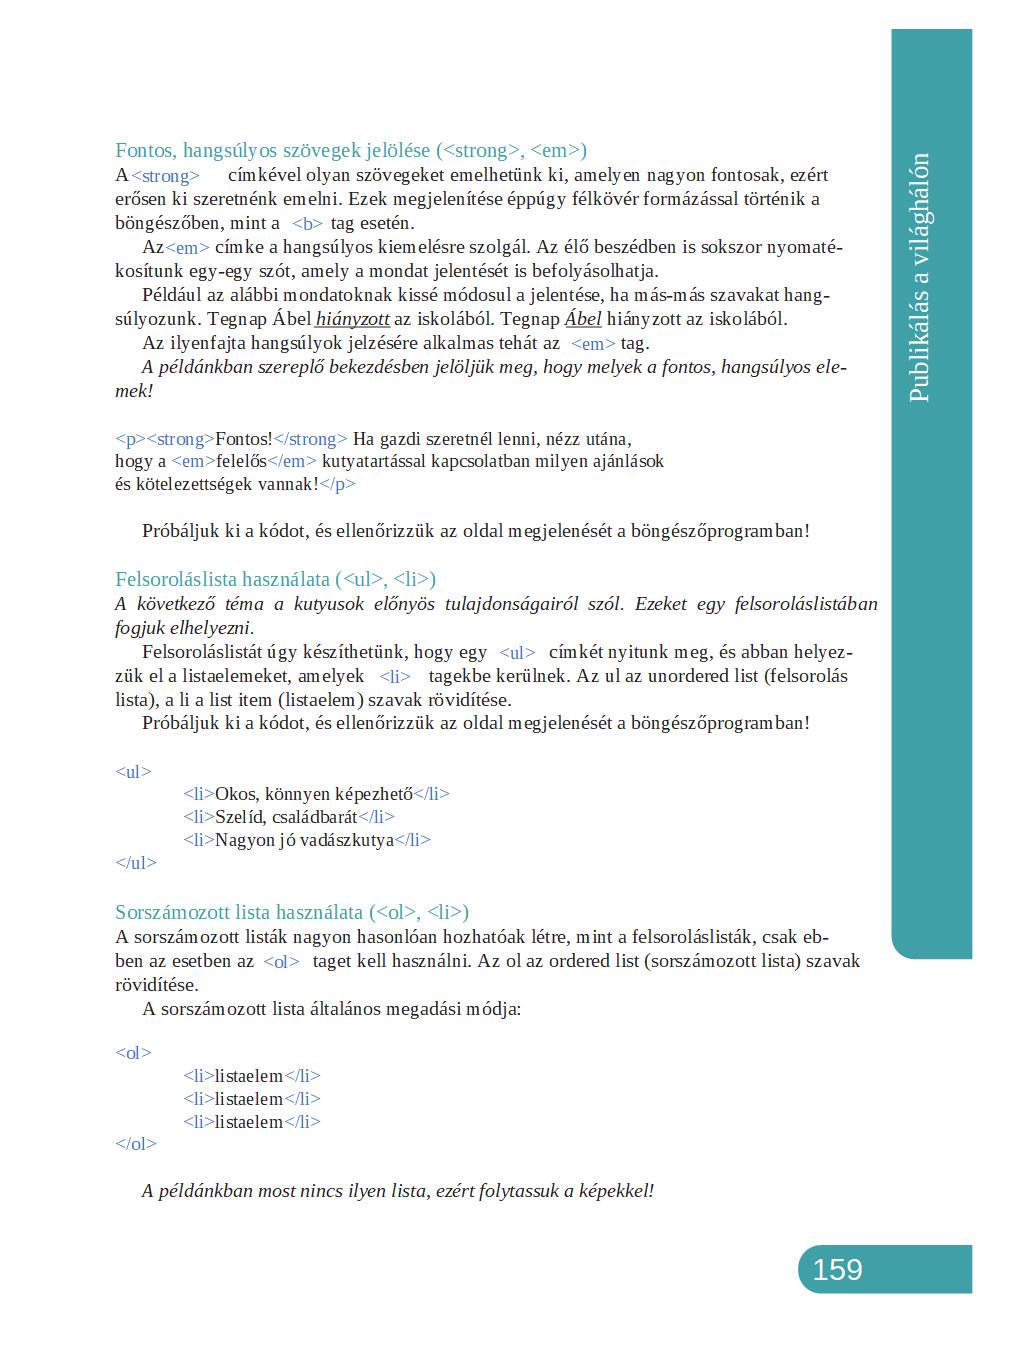 Fontos, hangsúlyos szövegek jelölése (<strong>, <em>)
A <strong> címkével olyan szövegeket emelhetünk ki, amelyen nagyon fontosak, ezért
erősen ki szeretnénk emelni. Ezek megjelenítése éppúgy félkövér formázással történik a
böngészőben, mint a <b> tag esetén.
Az <em> címke a hangsúlyos kiemelésre szolgál. Az élő beszédben is sokszor nyomaté-
kosítunk egy-egy szót, amely a mondat jelentését is befolyásolhatja.
Például az alábbi mondatoknak kissé módosul a jelentése, ha más-más szavakat hang-
súlyozunk. Tegnap Ábel hiányzott az iskolából. Tegnap Ábel hiányzott az iskolából.
Az ilyenfajta hangsúlyok jelzésére alkalmas tehát az <em> tag.
A példánkban szereplő bekezdésben jelöljük meg, hogy melyek a fontos, hangsúlyos ele-
mek!
<p><strong>Fontos!</strong> Ha gazdi szeretnél lenni, nézz utána,
hogy a <em>felelős</em> kutyatartással kapcsolatban milyen ajánlások
és kötelezettségek vannak!</p>
Próbáljuk ki a kódot, és ellenőrizzük az oldal megjelenését a böngészőprogramban!
Felsoroláslista használata (<ul>, <li>)
A következő téma a kutyusok előnyös tulajdonságairól szól. Ezeket egy felsoroláslistában
fogjuk elhelyezni.
Felsoroláslistát úgy készíthetünk, hogy egy <ul> címkét nyitunk meg, és abban helyez-
zük el a listaelemeket, amelyek <li> tagekbe kerülnek. Az ul az unordered list (felsorolás
lista), a li a list item (listaelem) szavak rövidítése.
Próbáljuk ki a kódot, és ellenőrizzük az oldal megjelenését a böngészőprogramban!
<ul>
<li>Okos, könnyen képezhető</li>
<li>Szelíd, családbarát</li>
<li>Nagyon jó vadászkutya</li>
</ul>
Sorszámozott lista használata (<ol>, <li>)
A sorszámozott listák nagyon hasonlóan hozhatóak létre, mint a felsoroláslisták, csak eb-
ben az esetben az <ol> taget kell használni. Az ol az ordered list (sorszámozott lista) szavak
rövidítése.
A sorszámozott lista általános megadási módja:
<ol>
<li>listaelem</li>
<li>listaelem</li>
<li>listaelem</li>
</ol>
A példánkban most nincs ilyen lista, ezért folytassuk a képekkel!
Publikálás a világhálón
159